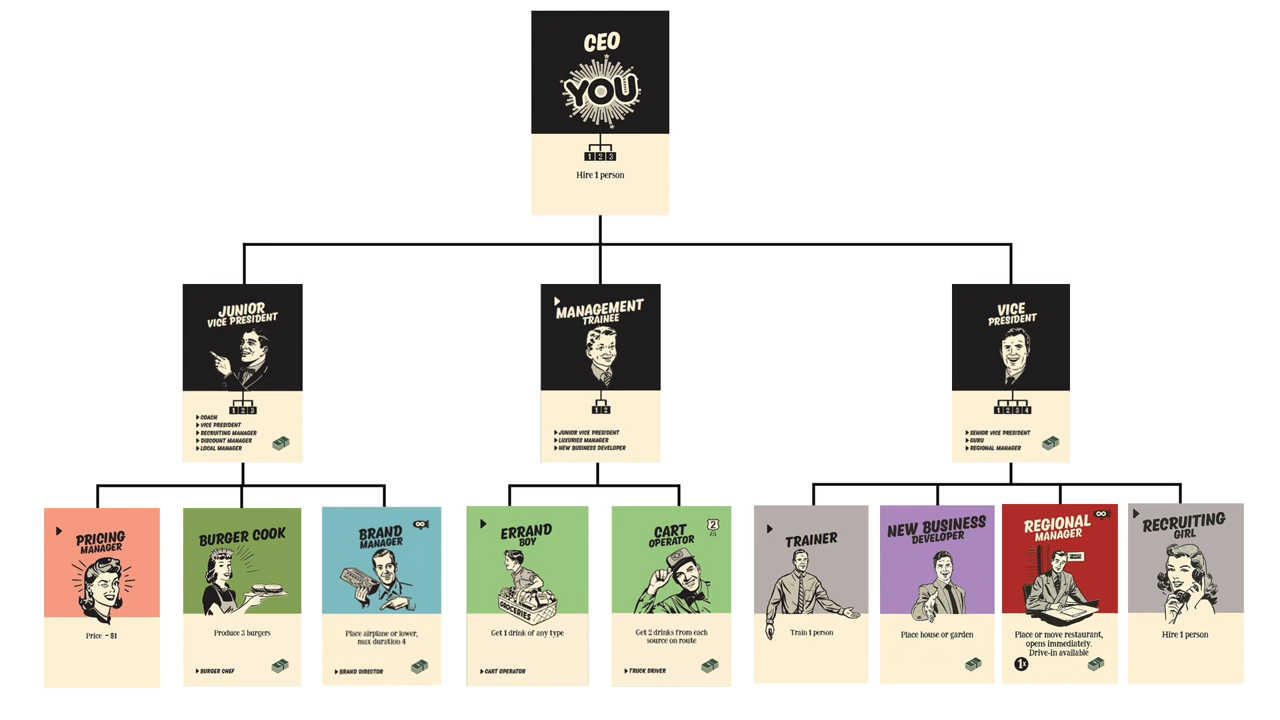 CEO
YOU
1 2 3
Hire 1 person
JUNIOR
VICE PRESIDENT
1 2 3
COACH
VICE PRESIDENT
RECRUITING MANAGER
DISCOUNT MANAGER
LOCAL MANAGER
MANAGEMENT
TRAINEE
1 2
JUNIOR VICE PRESIDENT
LUXURIES MANAGER
NEW BUSINESS DEVELOPER
VICE
PRESIDENT
1 2 3 4
SENIOR VICE PRESIDENT
GURU
REGIONAL MANAGER
PRICING
MANAGER
Price - $1
BURGER COOK
Produce 3 burgers
BURGER CHEF
BRAND
MANAGER
Place airplane or lower,
max duration 4
BRAND DIRECTOR
ERRAND
BOY
GROCERIES
Get 1 drink of any type
CART OPERATOR
CART
OPERATOR
2
Get 2 drinks from each
source on route
TRUCK DRIVER
TRAINER
Train 1 person
NEW BUSINESS
DEVELOPER
Place house or garden
REGIONAL
MANAGER
Place or move restaurant,
opens immediately.
Drive-in available
1x
RECRUITING
GIRL
Hire 1 person